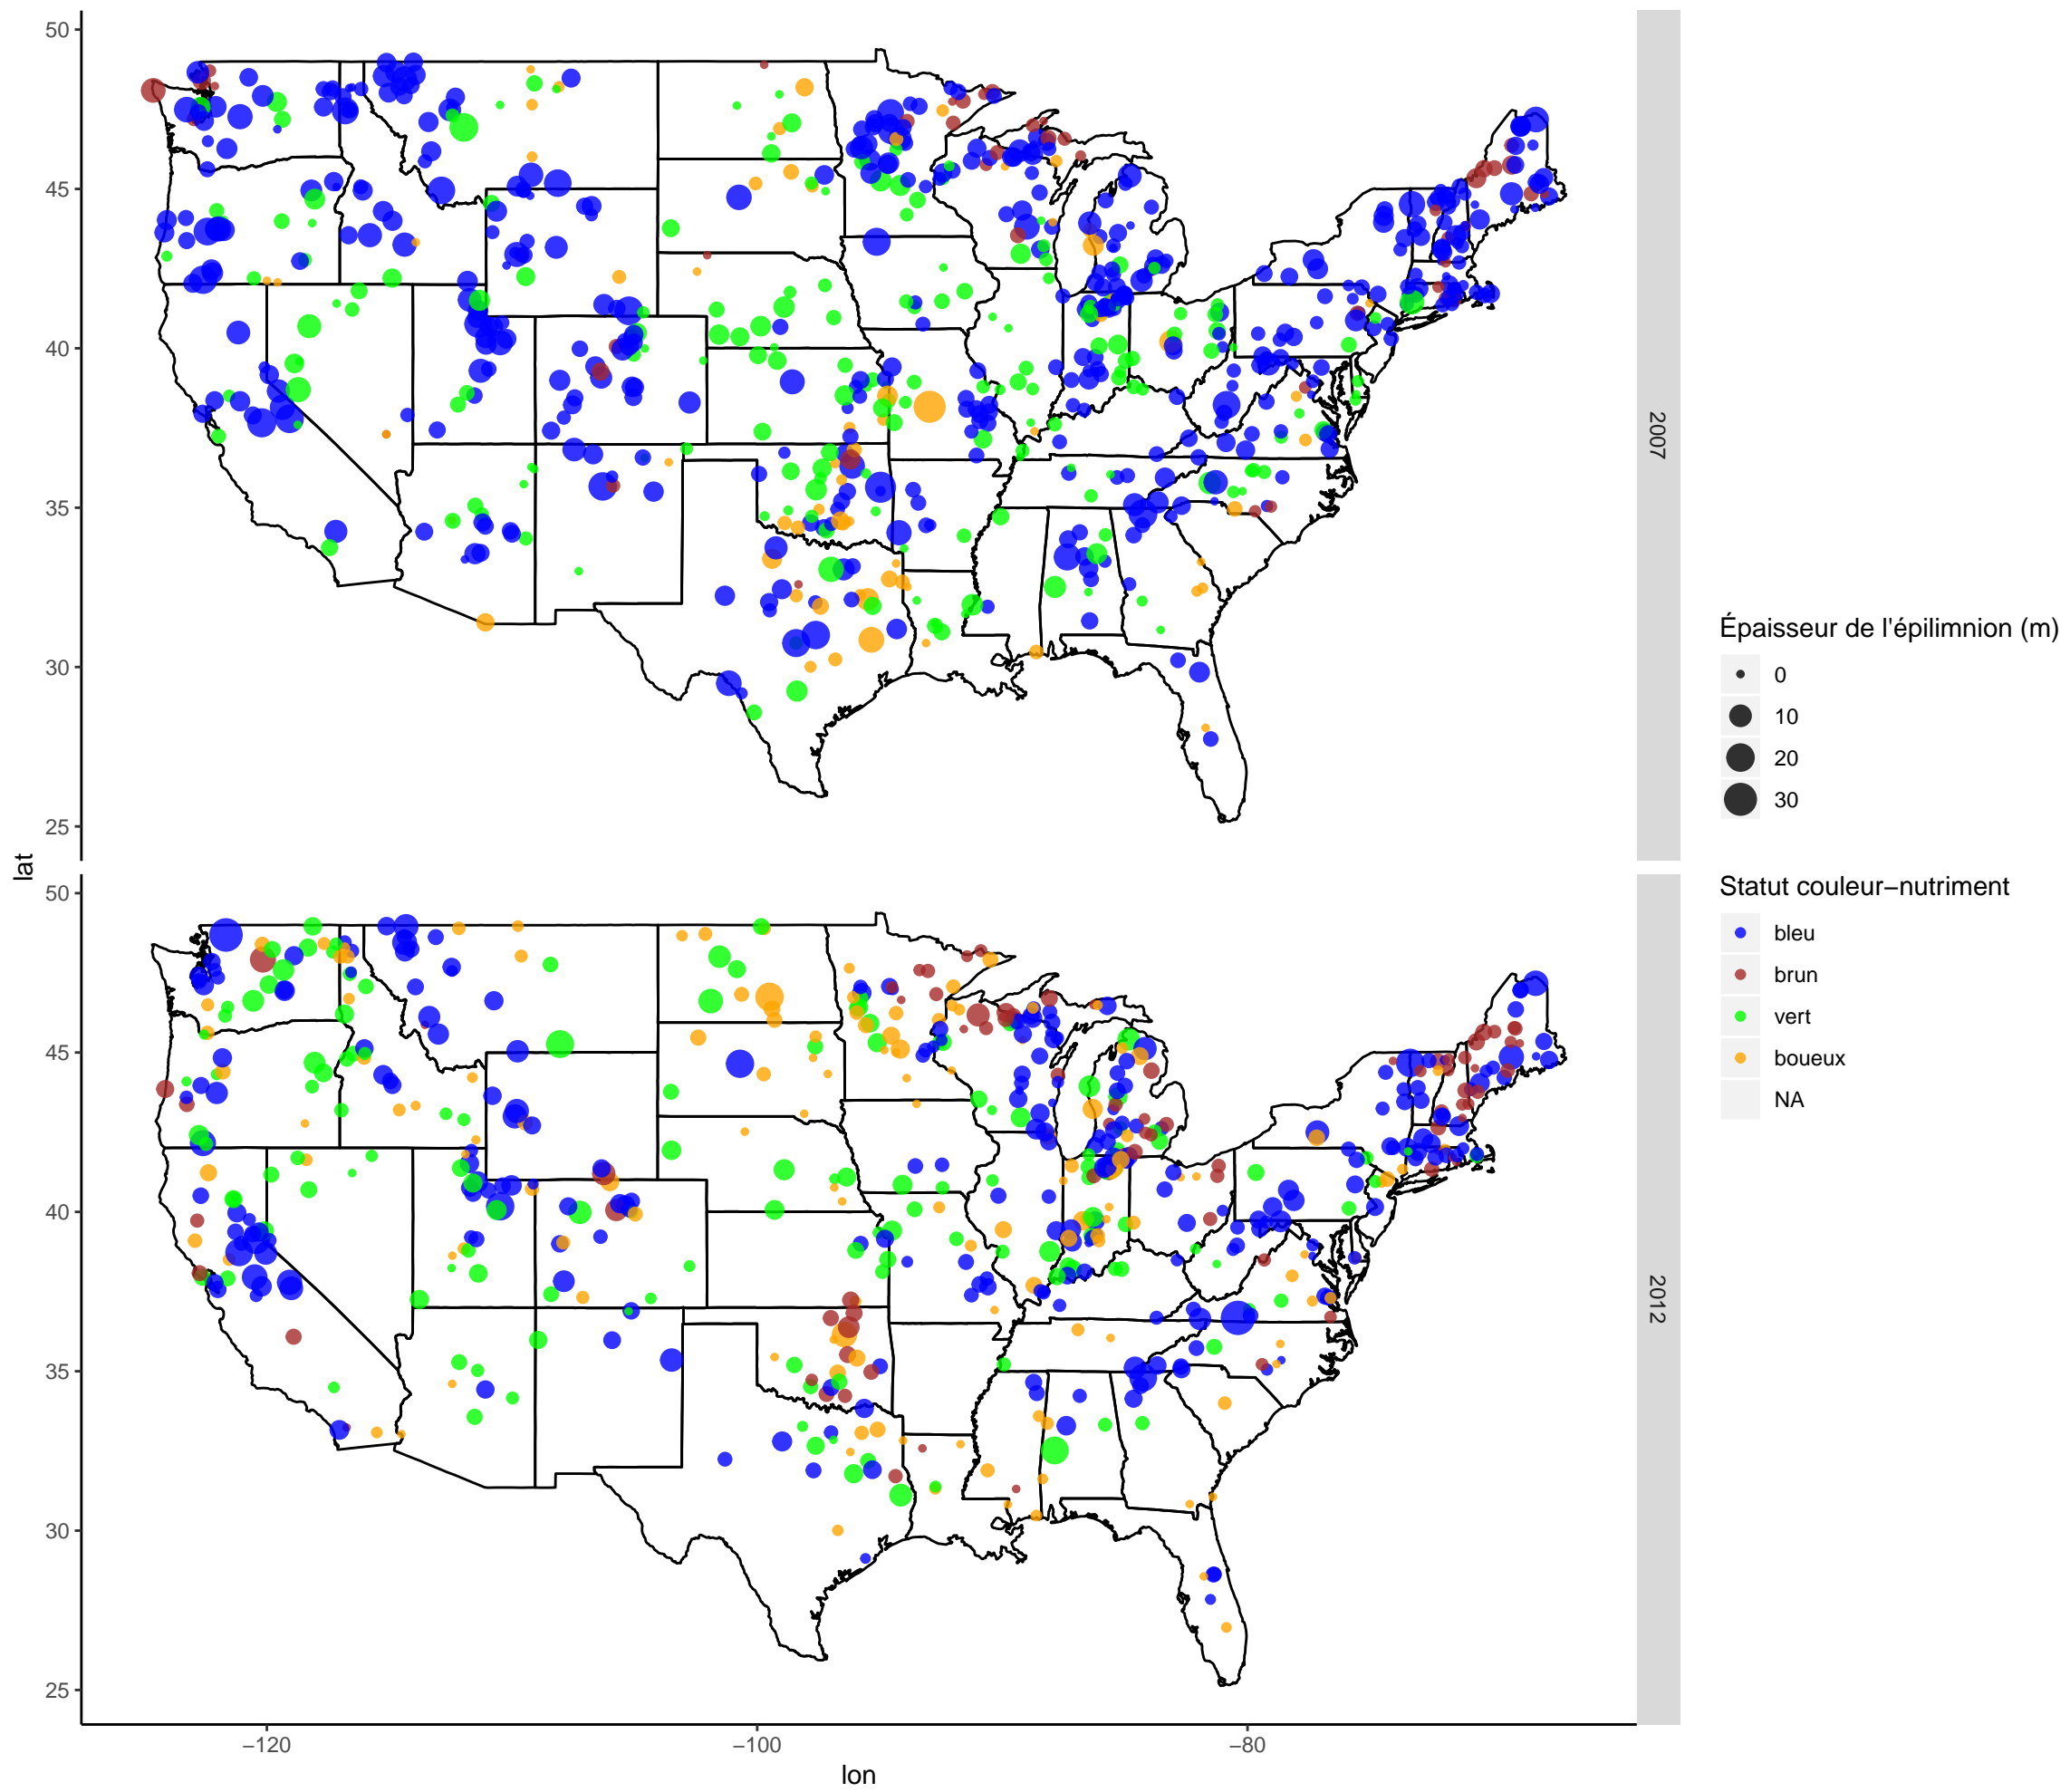 50
45
40
35
30
25
2007
50
45
40
35
30
25
2012
−120
−100
−80
lon
lat
Épaisseur de l'épilimnion (m)
0
10
20
30
Statut couleur−nutriment
bleu
brun
vert
boueux
NA